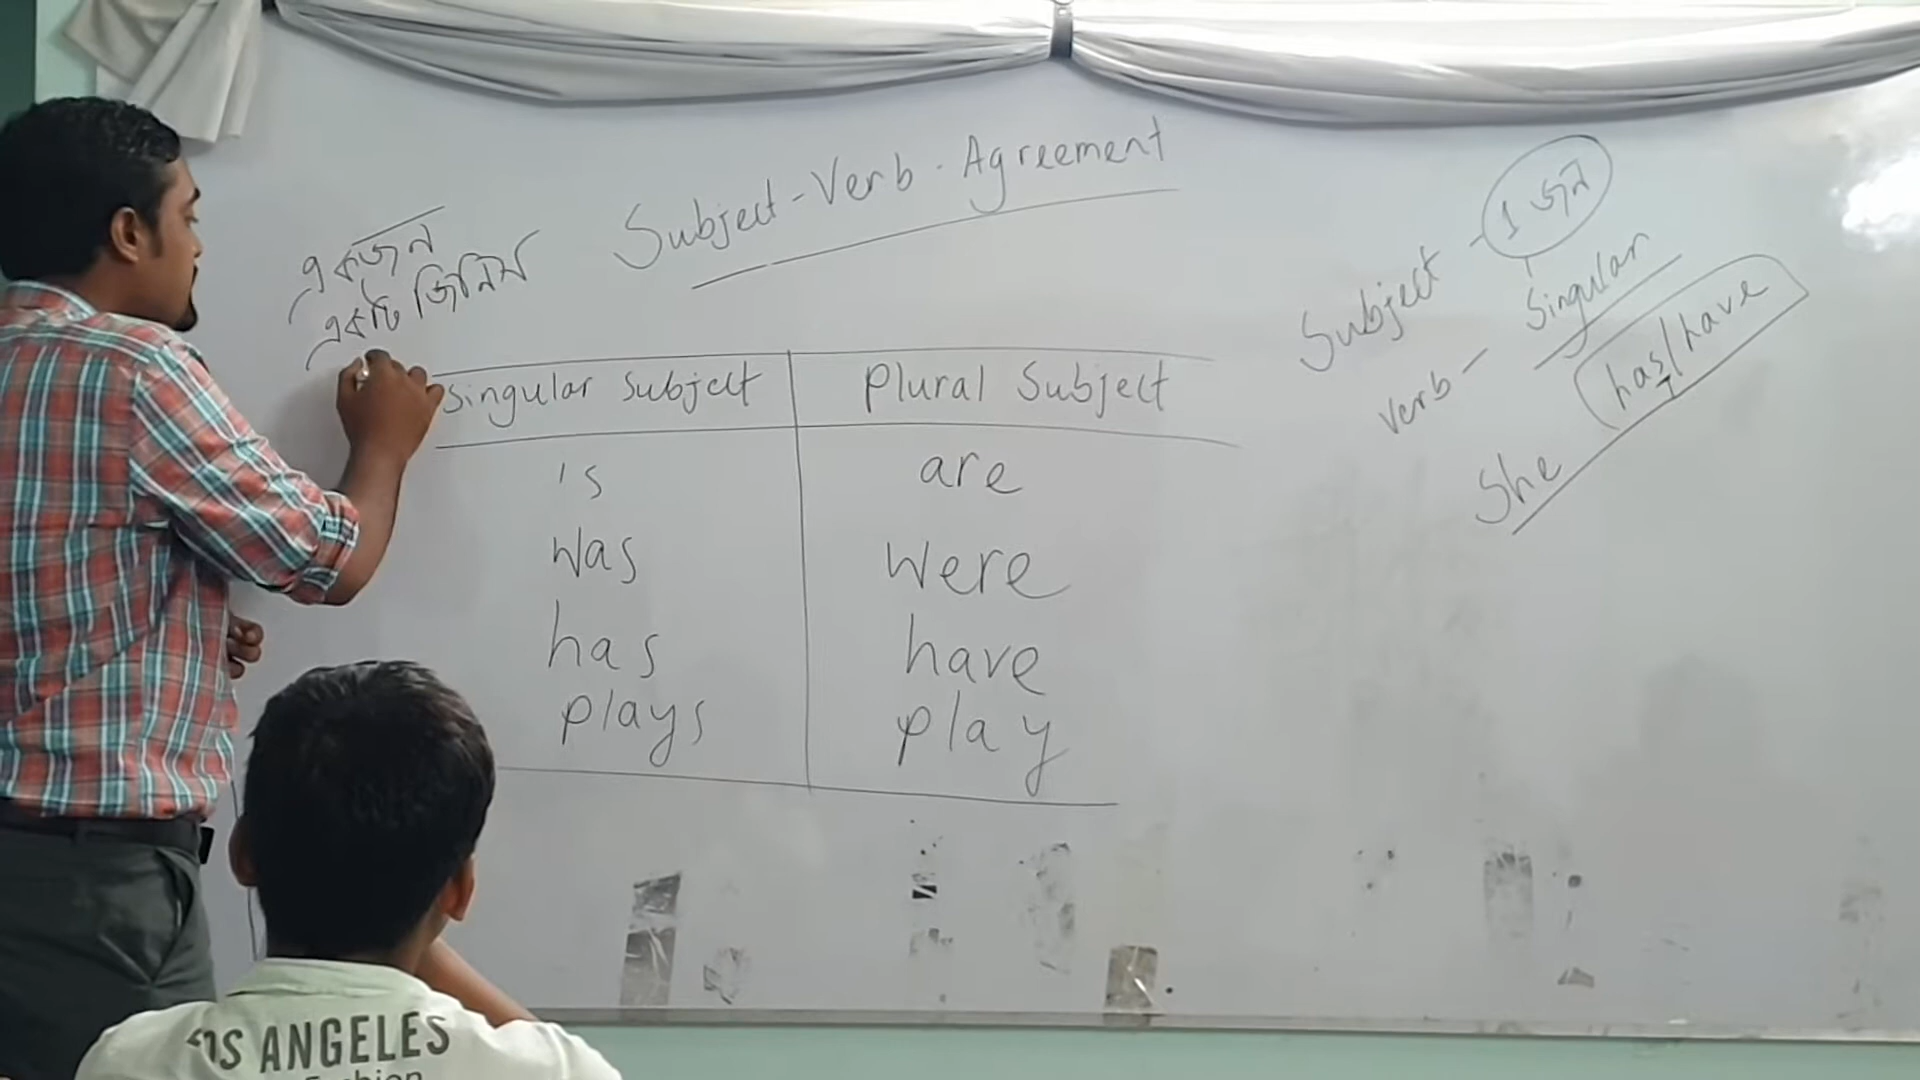 Subject-Verb-Agreement
একজন
একটি জিনিষ
Singular Subject
Plural Subject
is
are
was
were
has
have
plays
play
Subject - 1 জন
Singular
Verb -
has/have
She
LOS ANGELES